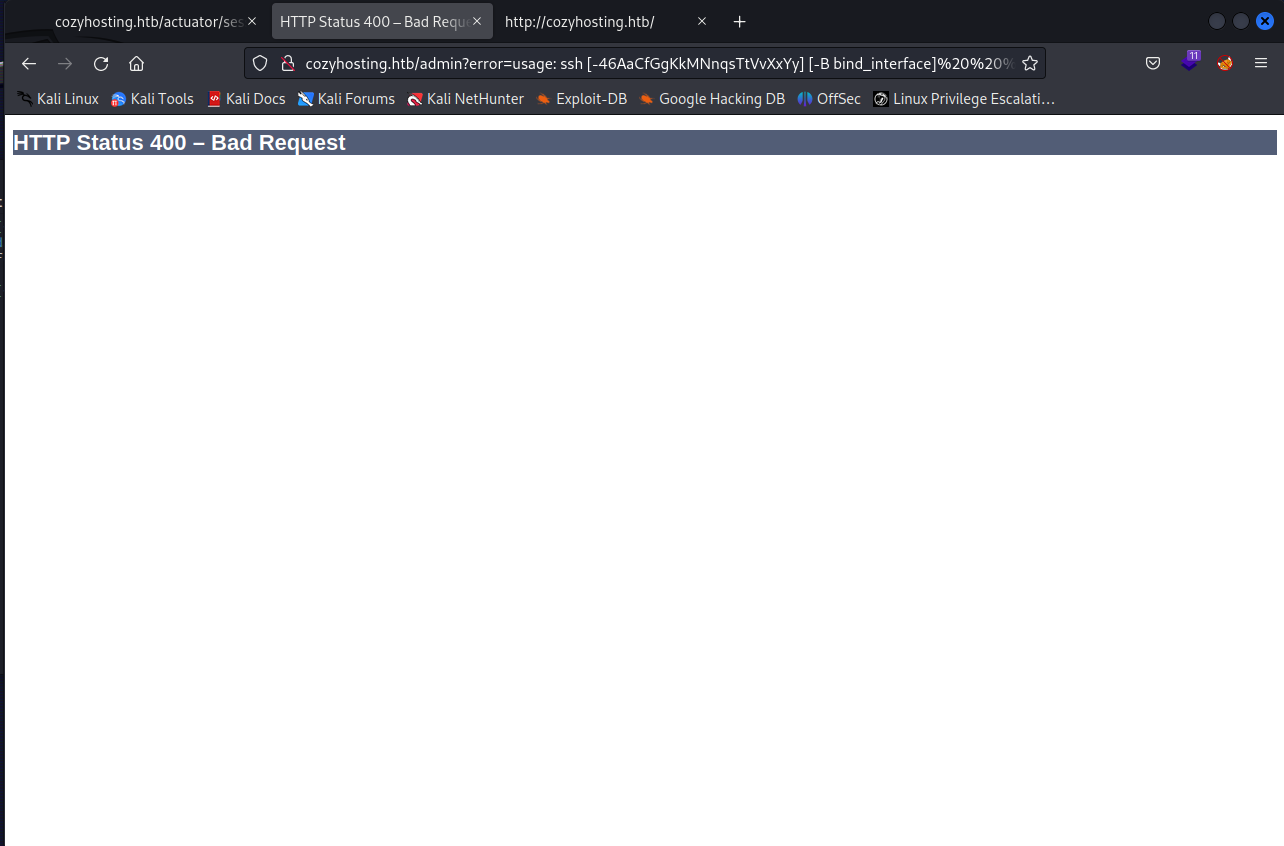 cozyhosting.htb/actuator/ses
HTTP Status 400 – Bad Requ
http://cozyhosting.htb/
cozyhosting.htb/admin?error=usage: ssh [-46AaCfGgKkMNnqsTtVvXxYy] [-B bind_interface]%20%20%
11
Kali Linux
Kali Tools
Kali Docs
Kali Forums
Kali NetHunter
Exploit-DB
Google Hacking DB
OffSec
Linux Privilege Escalati…
HTTP Status 400 – Bad Request